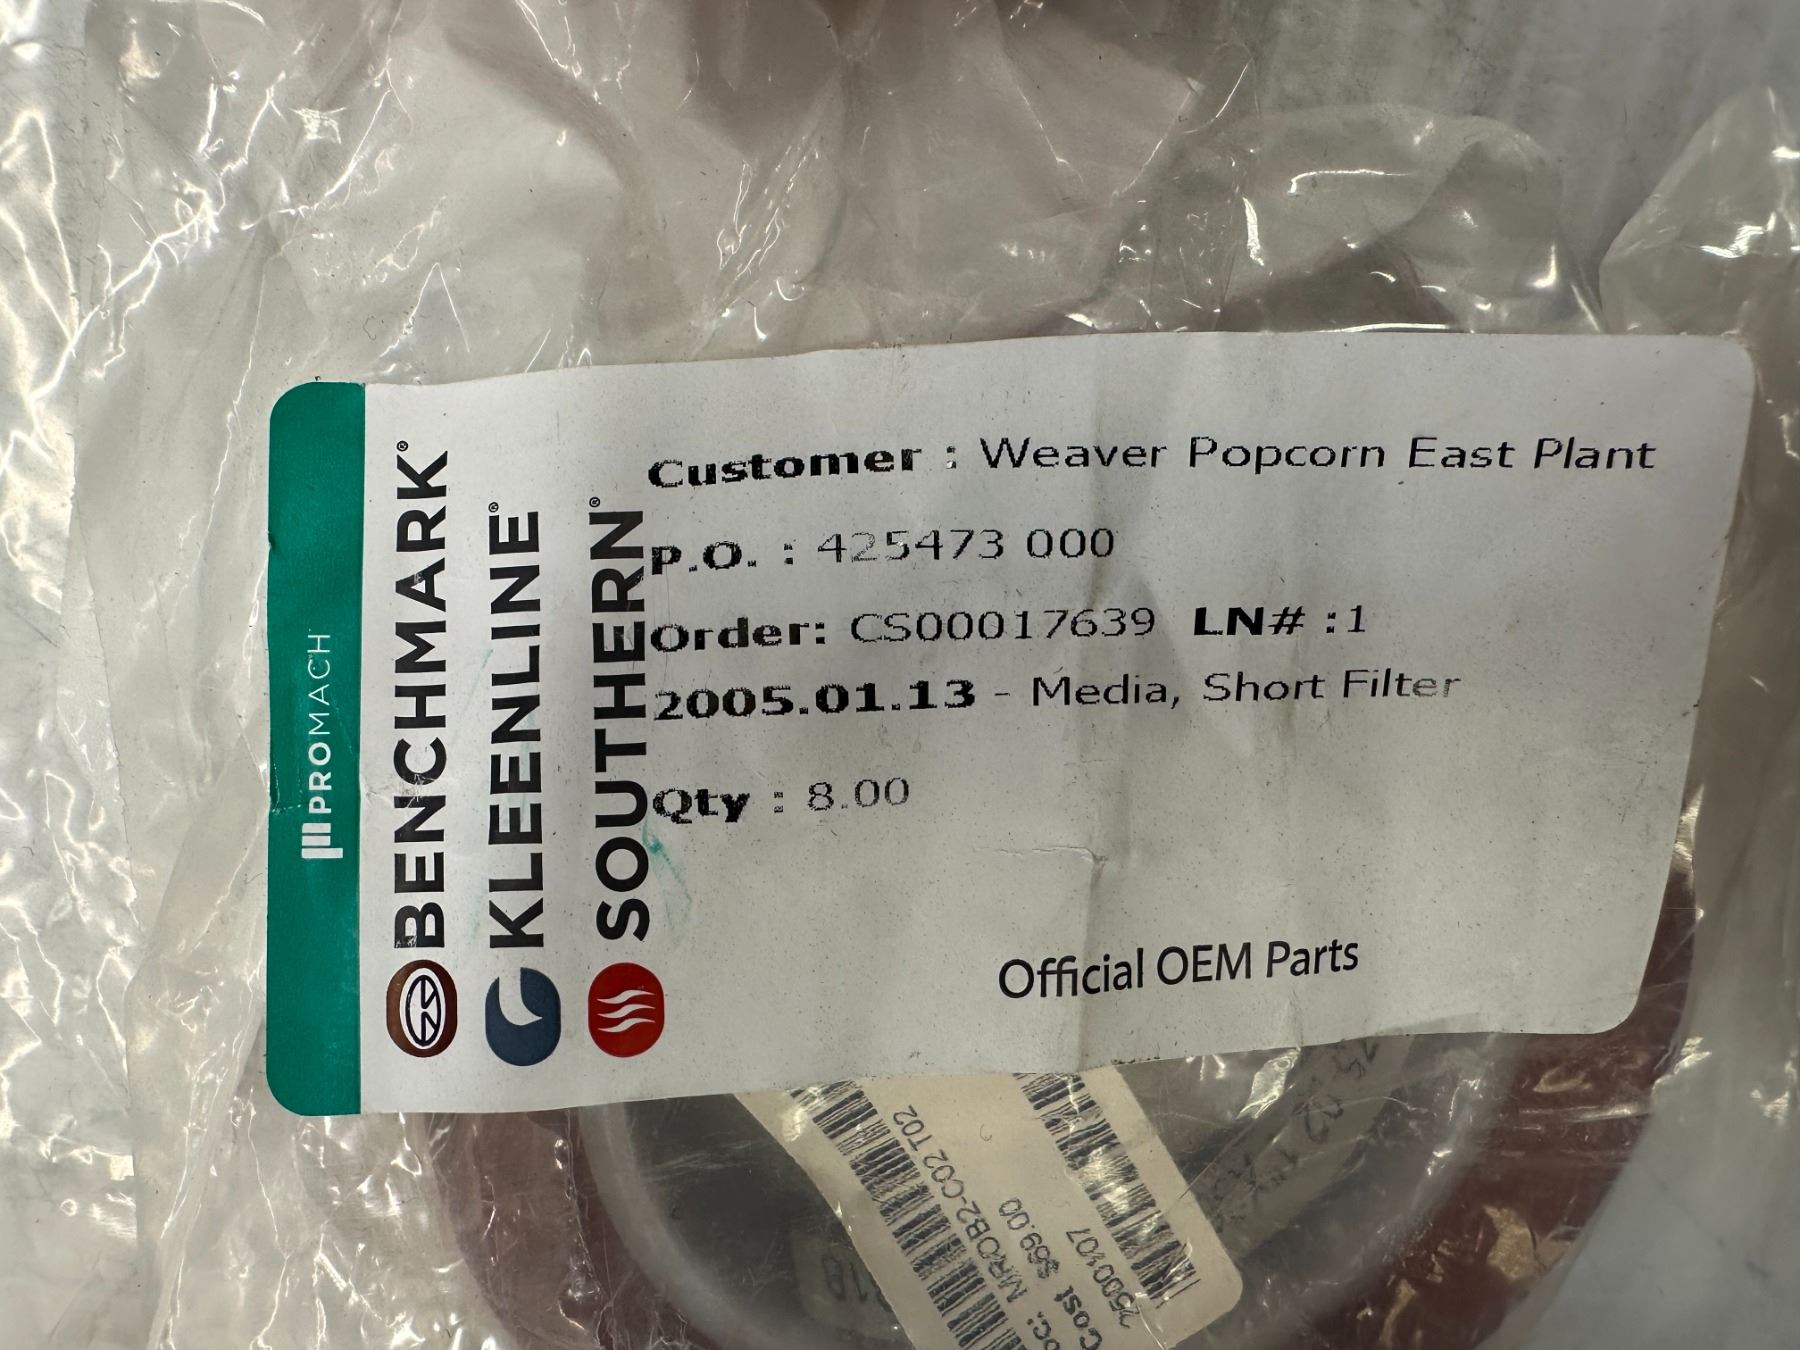 PROMACH
BENCHMARK®
KLEENLINE®
SOUTHERN®
Customer : Weaver Popcorn East Plant
P.O. : 425473 000
Order: CS00017639 LN# :1
2005.01.13 - Media, Short Filter
Qty : 8.00
Official OEM Parts
MROB2-C02 T02
Cost $69.00